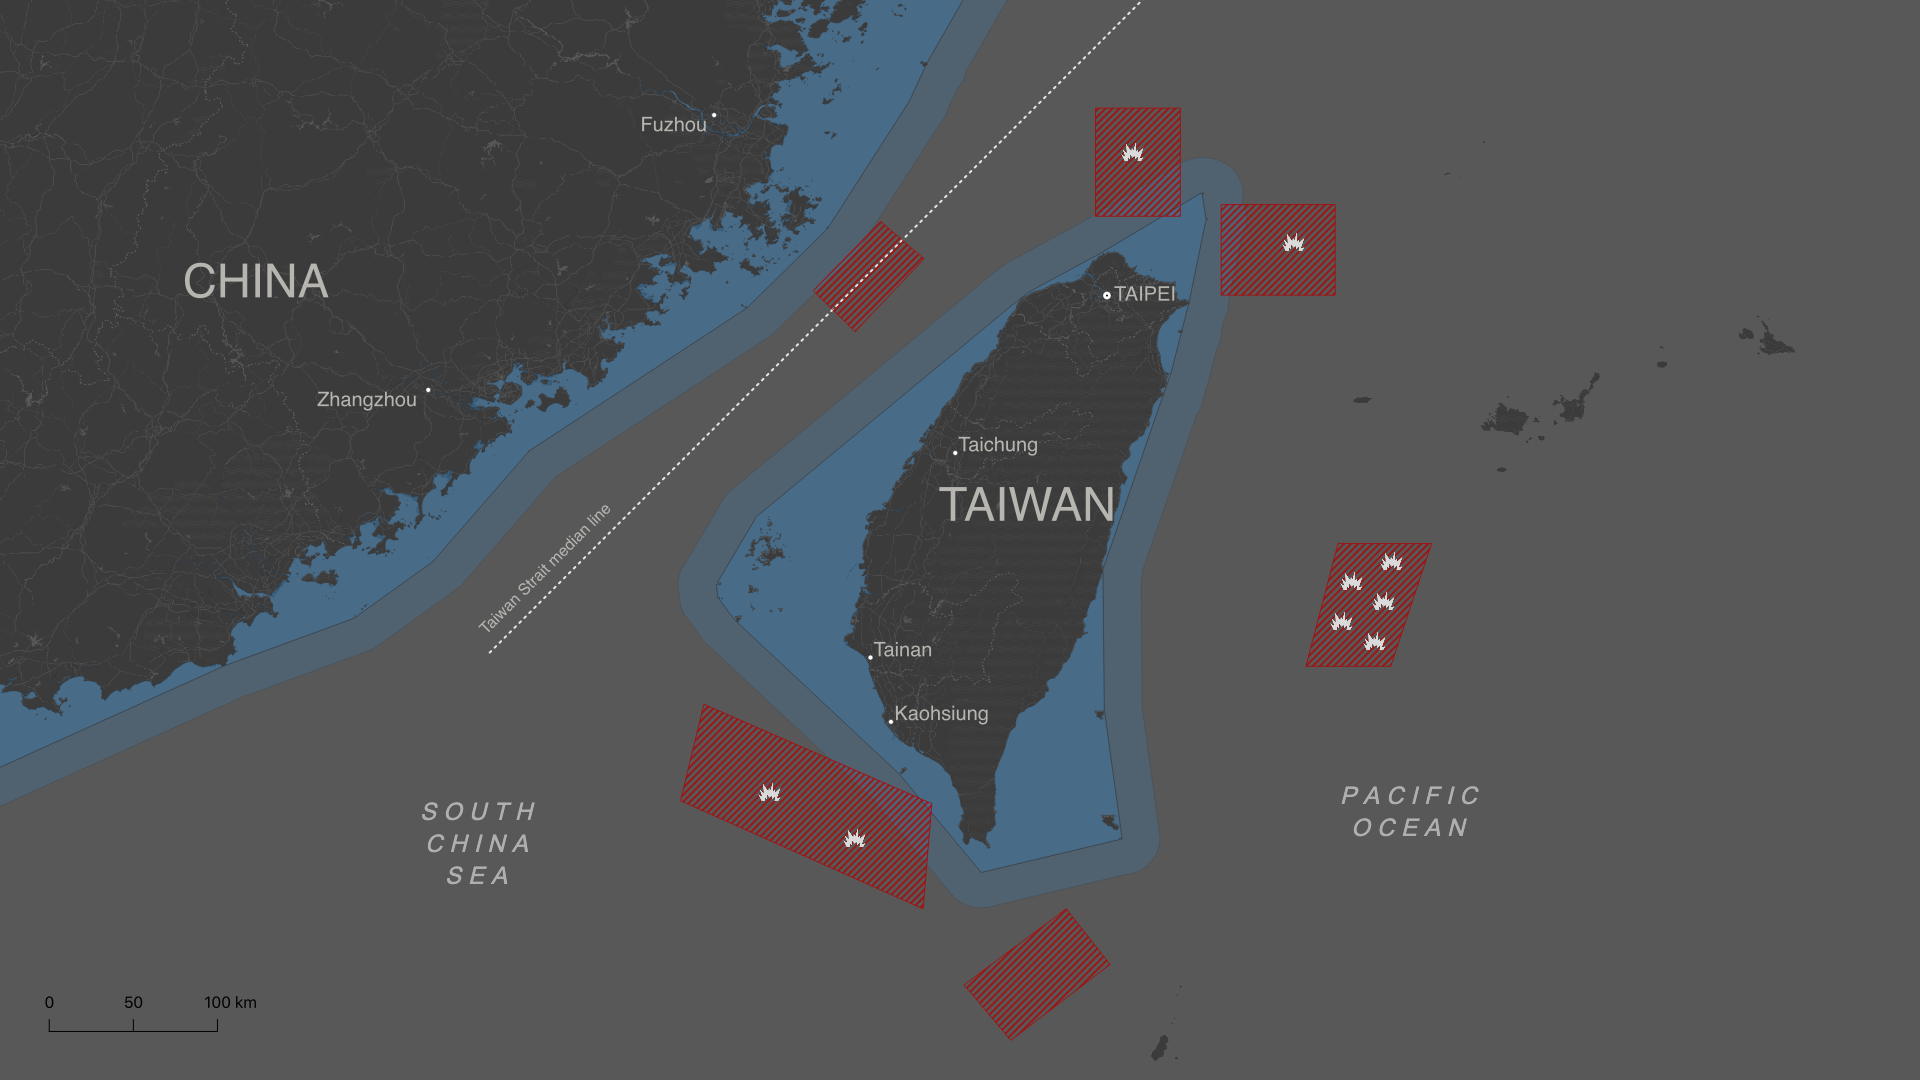 Fuzhou
CHINA
TAIPEI
Zhangzhou
Taichung
TAIWAN
Taiwan Strait median line
Tainan
Kaohsiung
SOUTH
CHINA
SEA
PACIFIC
OCEAN
0 50 100 km